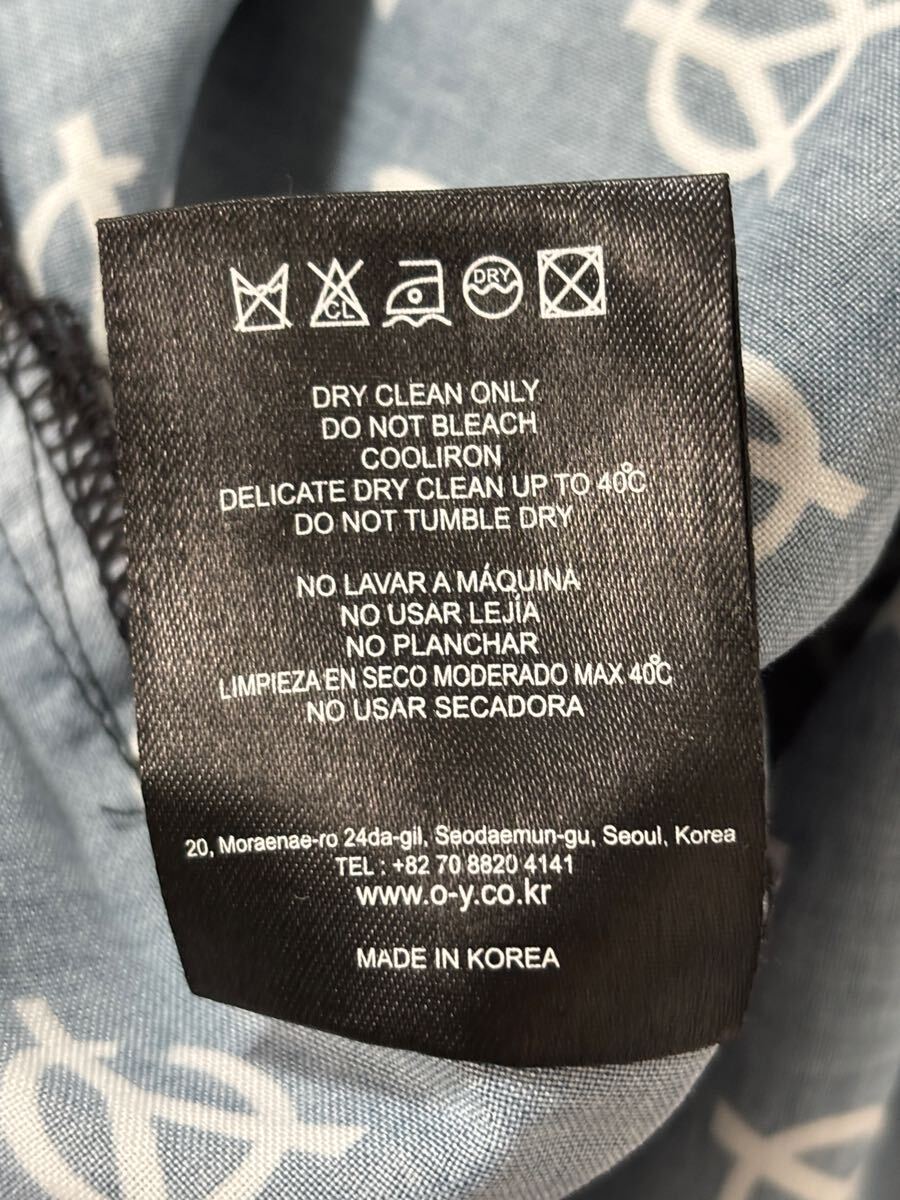 CL
DRY
DRY CLEAN ONLY
DO NOT BLEACH
COOLIRON
DELICATE DRY CLEAN UP TO 40°C
DO NOT TUMBLE DRY
NO LAVAR A MÁQUINA
NO USAR LEJÍA
NO PLANCHAR
LIMPIEZA EN SECO MODERADO MAX 40°C
NO USAR SECADORA
20, Moraenae-ro 24da-gil, Seodaemun-gu, Seoul, Korea
TEL : +82 70 8820 4141
www.o-y.co.kr
MADE IN KOREA